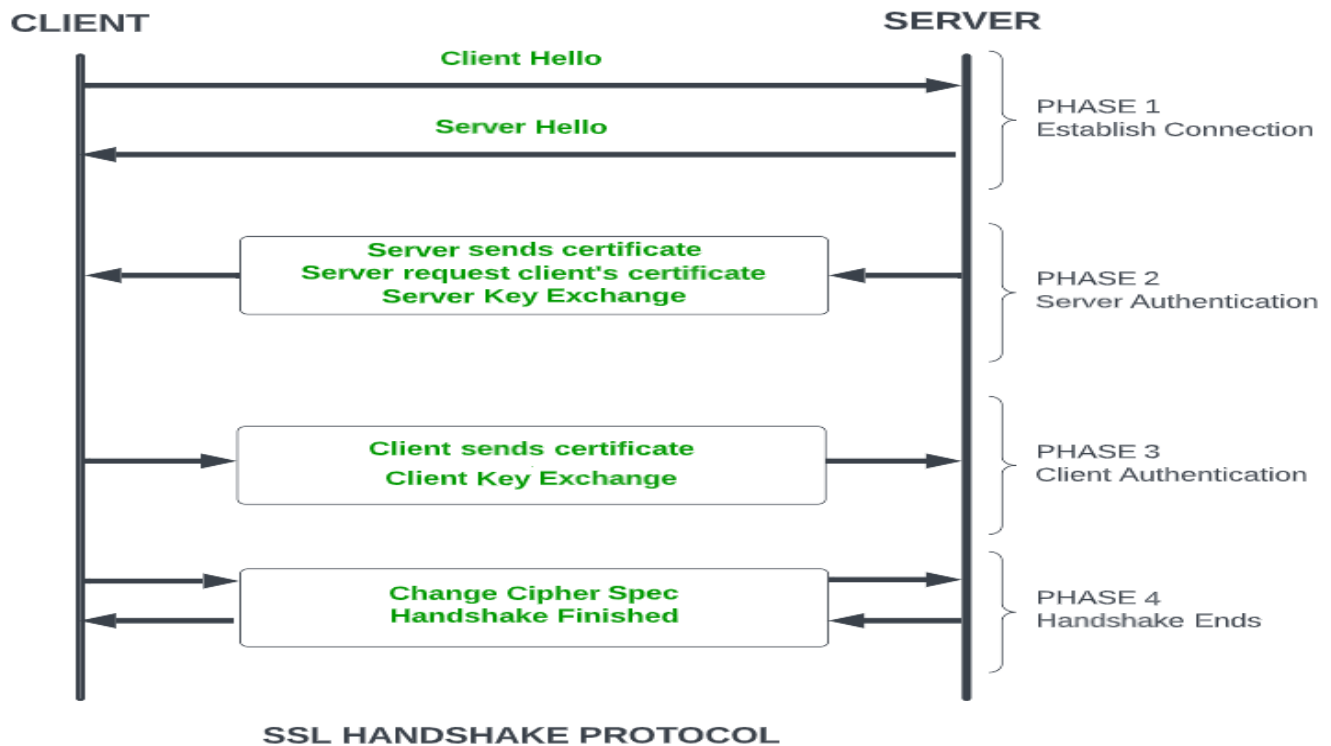 CLIENT
SERVER
Client Hello
Server Hello
PHASE 1
Establish Connection
Server sends certificate
Server request client's certificate
Server Key Exchange
PHASE 2
Server Authentication
Client sends certificate
Client Key Exchange
PHASE 3
Client Authentication
Change Cipher Spec
Handshake Finished
PHASE 4
Handshake Ends
SSL HANDSHAKE PROTOCOL